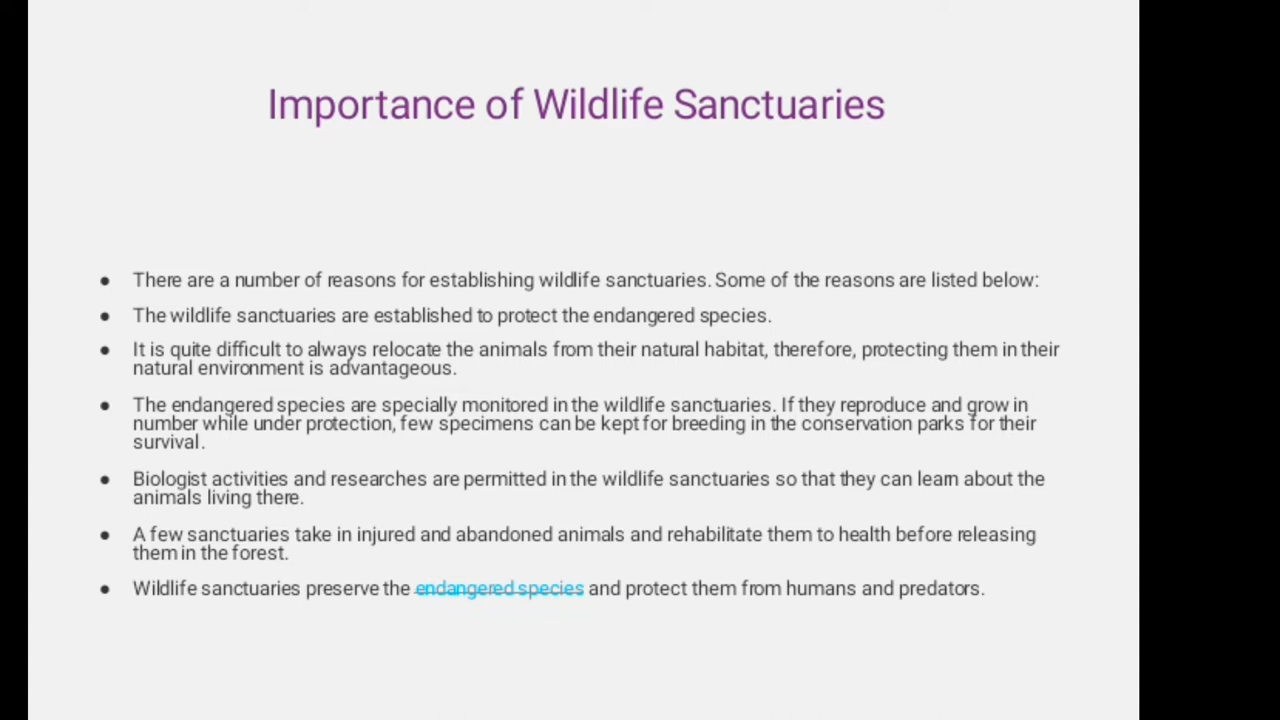 Importance of Wildlife Sanctuaries
● There are a number of reasons for establishing wildlife sanctuaries. Some of the reasons are listed below:
● The wildlife sanctuaries are established to protect the endangered species.
● It is quite difficult to always relocate the animals from their natural habitat, therefore, protecting them in their
natural environment is advantageous.
● The endangered species are specially monitored in the wildlife sanctuaries. If they reproduce and grow in
number while under protection, few specimens can be kept for breeding in the conservation parks for their
survival.
● Biologist activities and researches are permitted in the wildlife sanctuaries so that they can learn about the
animals living there.
● A few sanctuaries take in injured and abandoned animals and rehabilitate them to health before releasing
them in the forest.
● Wildlife sanctuaries preserve the endangered species and protect them from humans and predators.